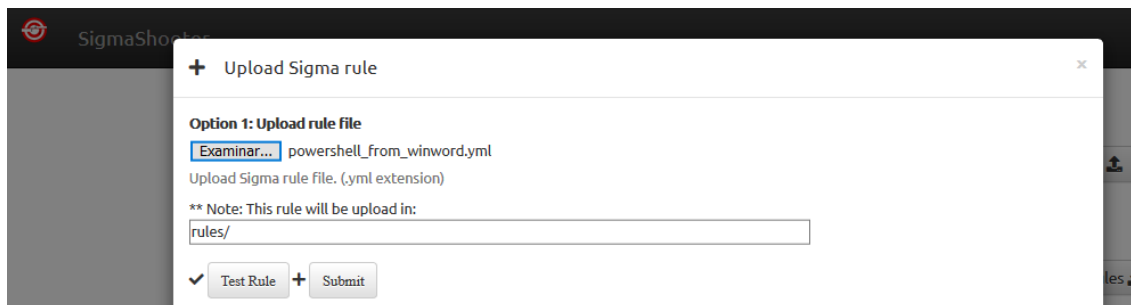 SigmaShooter
+ Upload Sigma rule ×
Option 1: Upload rule file
Examinar... powershell_from_winword.yml
Upload Sigma rule file. (.yml extension)
** Note: This rule will be upload in:
rules/
Test Rule + Submit
les